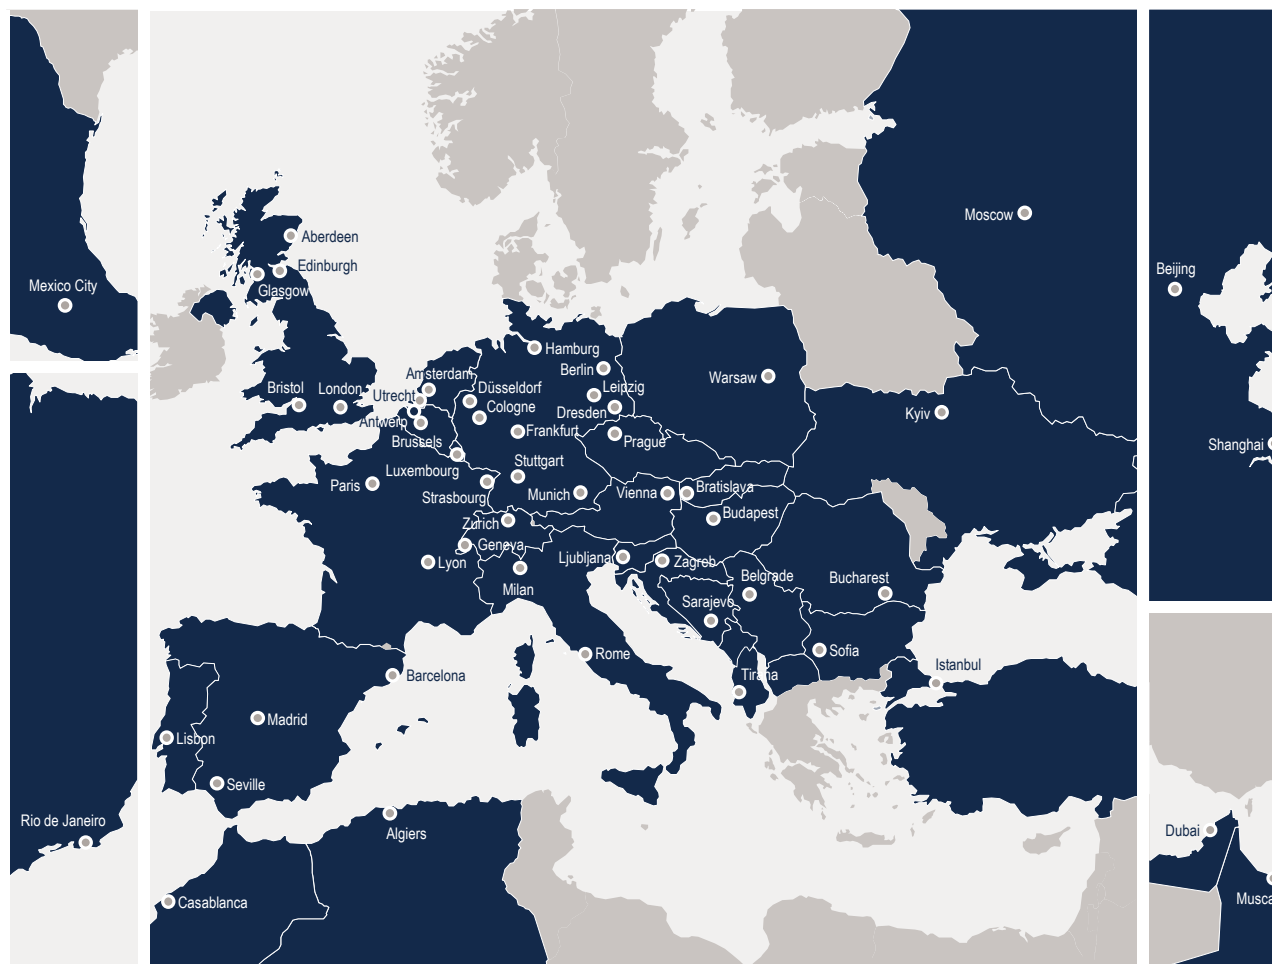 Mexico City
Rio de Janeiro
Moscow
Aberdeen
Edinburgh
Glasgow
Hamburg
Berlin
Amsterdam
Leipzig
Warsaw
Bristol
London
Düsseldorf
Utrecht
Cologne
Dresden
Kyiv
Antwerp
Frankfurt
Brussels
Prague
Luxembourg
Stuttgart
Paris
Strasbourg
Munich
Vienna
Bratislava
Budapest
Zurich
Geneva
Ljubljana
Zagreb
Lyon
Milan
Belgrade
Bucharest
Sarajevo
Rome
Sofia
Istanbul
Barcelona
Tirana
Madrid
Lisbon
Seville
Algiers
Casablanca
Beijing
Shanghai
Dubai
Musca